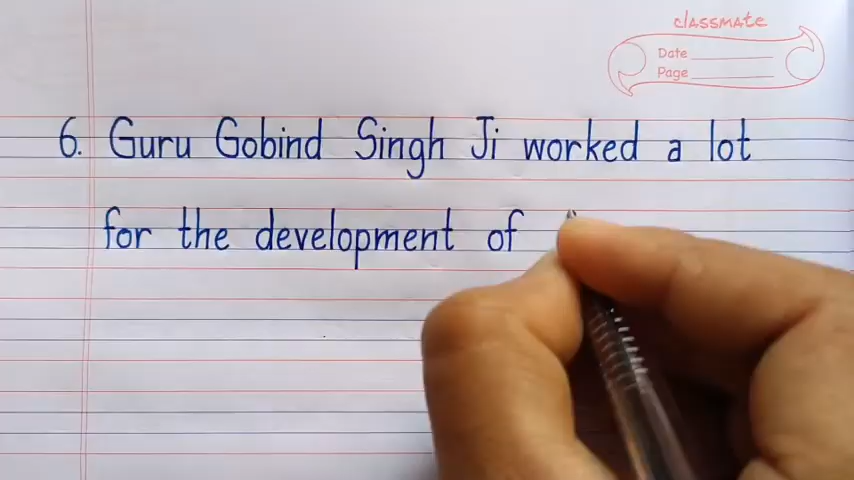 classmate
Date
Page
6. Guru Gobind Singh Ji worked a lot
for the development of